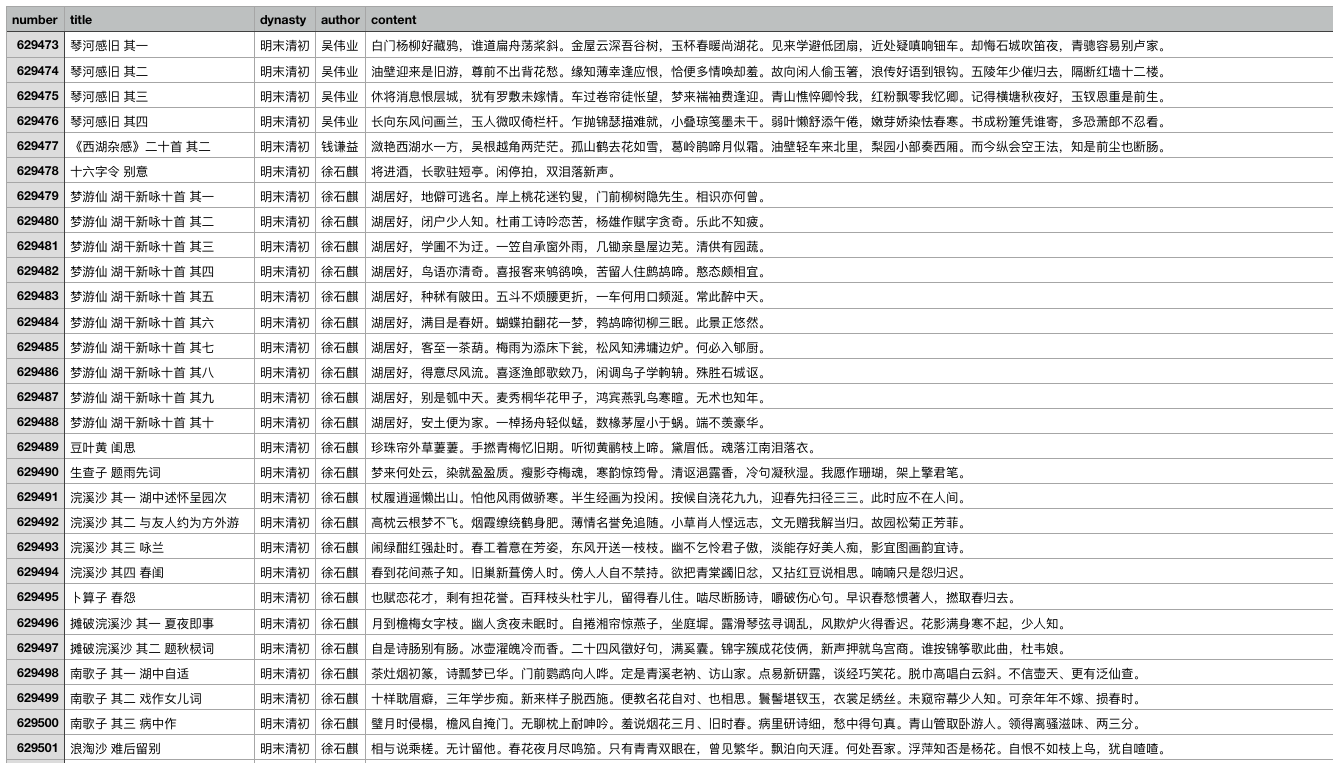 number title dynasty author content
629473 琴河感旧 其一 明末清初 吴伟业 白门杨柳好藏鸦，谁道扁舟荡桨斜。金屋云深吾谷树，玉杯春暖尚湖花。见来学避低团扇，近处疑嗔响钿车。却悔石城吹笛夜，青骢容易别卢家。
629474 琴河感旧 其二 明末清初 吴伟业 油壁迎来是旧游，尊前不出背花愁。缘知薄幸逢应恨，恰便多情唤却羞。故向闲人偷玉箸，浪传好语到银钩。五陵年少催归去，隔断红墙十二楼。
629475 琴河感旧 其三 明末清初 吴伟业 休将消息恨层城，犹有罗敷未嫁情。车过卷帘徒怅望，梦来褍袖费逢迎。青山憔悴卿怜我，红粉飘零我忆卿。记得横塘秋夜好，玉钗恩重是前生。
629476 琴河感旧 其四 明末清初 吴伟业 长向东风问画兰，玉人微叹倚栏杆。乍抛锦瑟描难就，小叠琼笺墨未干。弱叶懒舒添午倦，嫩芽娇染怯春寒。书成粉箑凭谁寄，多恐萧郎不忍看。
629477 《西湖杂感》二十首 其二 明末清初 钱谦益 潋艳西湖水一方，吴根越角两茫茫。孤山鹤去花如雪，葛岭鹃啼月似霜。油壁轻车来北里，梨园小部奏西厢。而今纵会空王法，知是前尘也断肠。
629478 十六字令 别意 明末清初 徐石麒 将进酒，长歌驻短亭。闲停拍，双泪落新声。
629479 梦游仙 湖干新咏十首 其一 明末清初 徐石麒 湖居好，地僻可逃名。岸上桃花迷钓叟，门前柳树隐先生。相识亦何曾。
629480 梦游仙 湖干新咏十首 其二 明末清初 徐石麒 湖居好，闭户少人知。杜甫工诗吟恋苦，杨雄作赋字贪奇。乐此不知疲。
629481 梦游仙 湖干新咏十首 其三 明末清初 徐石麒 湖居好，学圃不为迂。一笠自承窗外雨，几锄亲垦屋边芜。清供有园蔬。
629482 梦游仙 湖干新咏十首 其四 明末清初 徐石麒 湖居好，鸟语亦清奇。喜报客来鸲鹆唤，苦留人住鹧鸪啼。憨态颇相宜。
629483 梦游仙 湖干新咏十首 其五 明末清初 徐石麒 湖居好，种秫有陂田。五斗不烦腰更折，一车何用口频涎。常此醉中天。
629484 梦游仙 湖干新咏十首 其六 明末清初 徐石麒 湖居好，满目是春妍。蝴蝶拍翻花一梦，鹁鸪啼彻柳三眠。此景正悠然。
629485 梦游仙 湖干新咏十首 其七 明末清初 徐石麒 湖居好，客至一茶葫。梅雨为添床下瓮，松风知沸墉边炉。何必入郇厨。
629486 梦游仙 湖干新咏十首 其八 明末清初 徐石麒 湖居好，得意尽风流。喜逐渔郎歌欸乃，闲调鸟子学軥辀。殊胜石城讴。
629487 梦游仙 湖干新咏十首 其九 明末清初 徐石麒 湖居好，别是瓠中天。麦秀桐华花甲子，鸿宾燕乳鸟寒暄。无术也知年。
629488 梦游仙 湖干新咏十首 其十 明末清初 徐石麒 湖居好，安土便为家。一棹扬舟轻似蜢，数椽茅屋小于蜗。端不羡豪华。
629489 豆叶黄 闺思 明末清初 徐石麒 珍珠帘外草萋萋。手撚青梅忆旧期。听彻黄鹂枝上啼。黛眉低。魂落江南泪落衣。
629490 生查子 题雨先词 明末清初 徐石麒 梦来何处云，染就盈盈质。瘦影夺梅魂，寒韵惊筠骨。清讴浥露香，冷句凝秋湿。我愿作珊瑚，架上擎君笔。
629491 浣溪沙 其一 湖中述怀呈园次 明末清初 徐石麒 杖履逍遥懒出山。怕他风雨做骄寒。半生经画为投闲。按候自浇花九九，迎春先扫径三三。此时应不在人间。
629492 浣溪沙 其二 与友人约为方外游 明末清初 徐石麒 高枕云根梦不飞。烟霞缭绕鹤身肥。薄情名誉免追随。小草肖人悭远志，文无赠我解当归。故园松菊正芳菲。
629493 浣溪沙 其三 咏兰 明末清初 徐石麒 闹绿酣红强赴时。春工着意在芳姿，东风开送一枝枝。幽不乞怜君子傲，淡能存好美人痴，影宜图画韵宜诗。
629494 浣溪沙 其四 春闺 明末清初 徐石麒 春到花间燕子知。旧巢新葺傍人时。傍人人自不禁持。欲把青棠蠲旧忿，又拈红豆说相思。喃喃只是怨归迟。
629495 卜算子 春怨 明末清初 徐石麒 也赋恋花才，剩有担花誉。百拜枝头杜宇儿，留得春儿住。啮尽断肠诗，嚼破伤心句。早识春愁惯著人，撚取春归去。
629496 摊破浣溪沙 其一 夏夜即事 明末清初 徐石麒 月到檐梅女字枝。幽人贪夜未眠时。自捲湘帘惊燕子，坐庭墀。露滑琴弦寻调乱，风欺炉火得香迟。花影满身寒不起，少人知。
629497 摊破浣溪沙 其二 题秋棂词 明末清初 徐石麒 自是诗肠别有肠。冰壶濯魄冷而香。二十四风徵好句，满奚囊。锦字簇成花伎俩，新声押就鸟宫商。谁按锦筝歌此曲，杜韦娘。
629498 南歌子 其一 湖中自适 明末清初 徐石麒 茶灶烟初篆，诗瓢梦已华。门前鹦鹉向人哗。定是青溪老衲、访山家。点易新研露，谈经巧笑花。脱巾高唱白云斜。不信壶天、更有泛仙查。
629499 南歌子 其二 戏作女儿词 明末清初 徐石麒 十样耽眉癖，三年学步痴。新来样子脱西施。便教名花自对、也相思。鬟髻堪钗玉，衣裳足绣丝。未窥帘幕少人知。可奈年年不嫁、损春时。
629500 南歌子 其三 病中作 明末清初 徐石麒 璧月时侵榻，檐风自掩门。无聊枕上耐呻吟。羞说烟花三月、旧时春。病里研诗细，愁中得句真。青山管取卧游人。领得离骚滋味、两三分。
629501 浪淘沙 难后留别 明末清初 徐石麒 相与说乘槎。无计留他。春花夜月尽鸣笳。只有青青双眼在，曾见繁华。飘泊向天涯。何处吾家。浮萍知否是杨花。自恨不如枝上鸟，犹自喳喳。